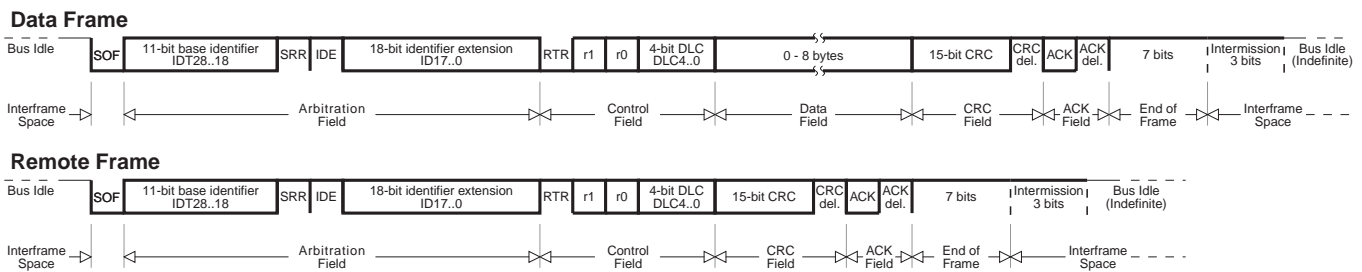 Data Frame
Bus Idle
SOF
11-bit base identifier
IDT28..18
SRR
IDE
18-bit identifier extension
ID17..0
RTR
r1
r0
4-bit DLC
DLC4..0
0 - 8 bytes
15-bit CRC
CRC
del.
ACK
ACK
del.
7 bits
Intermission
3 bits
Bus Idle
(Indefinite)
Interframe
Space
Arbitration
Field
Control
Field
Data
Field
CRC
Field
ACK
Field
End of
Frame
Interframe
Space
Remote Frame
Bus Idle
SOF
11-bit base identifier
IDT28..18
SRR
IDE
18-bit identifier extension
ID17..0
RTR
r1
r0
4-bit DLC
DLC4..0
15-bit CRC
CRC
del.
ACK
ACK
del.
7 bits
Intermission
3 bits
Bus Idle
(Indefinite)
Interframe
Space
Arbitration
Field
Control
Field
CRC
Field
ACK
Field
End of
Frame
Interframe
Space